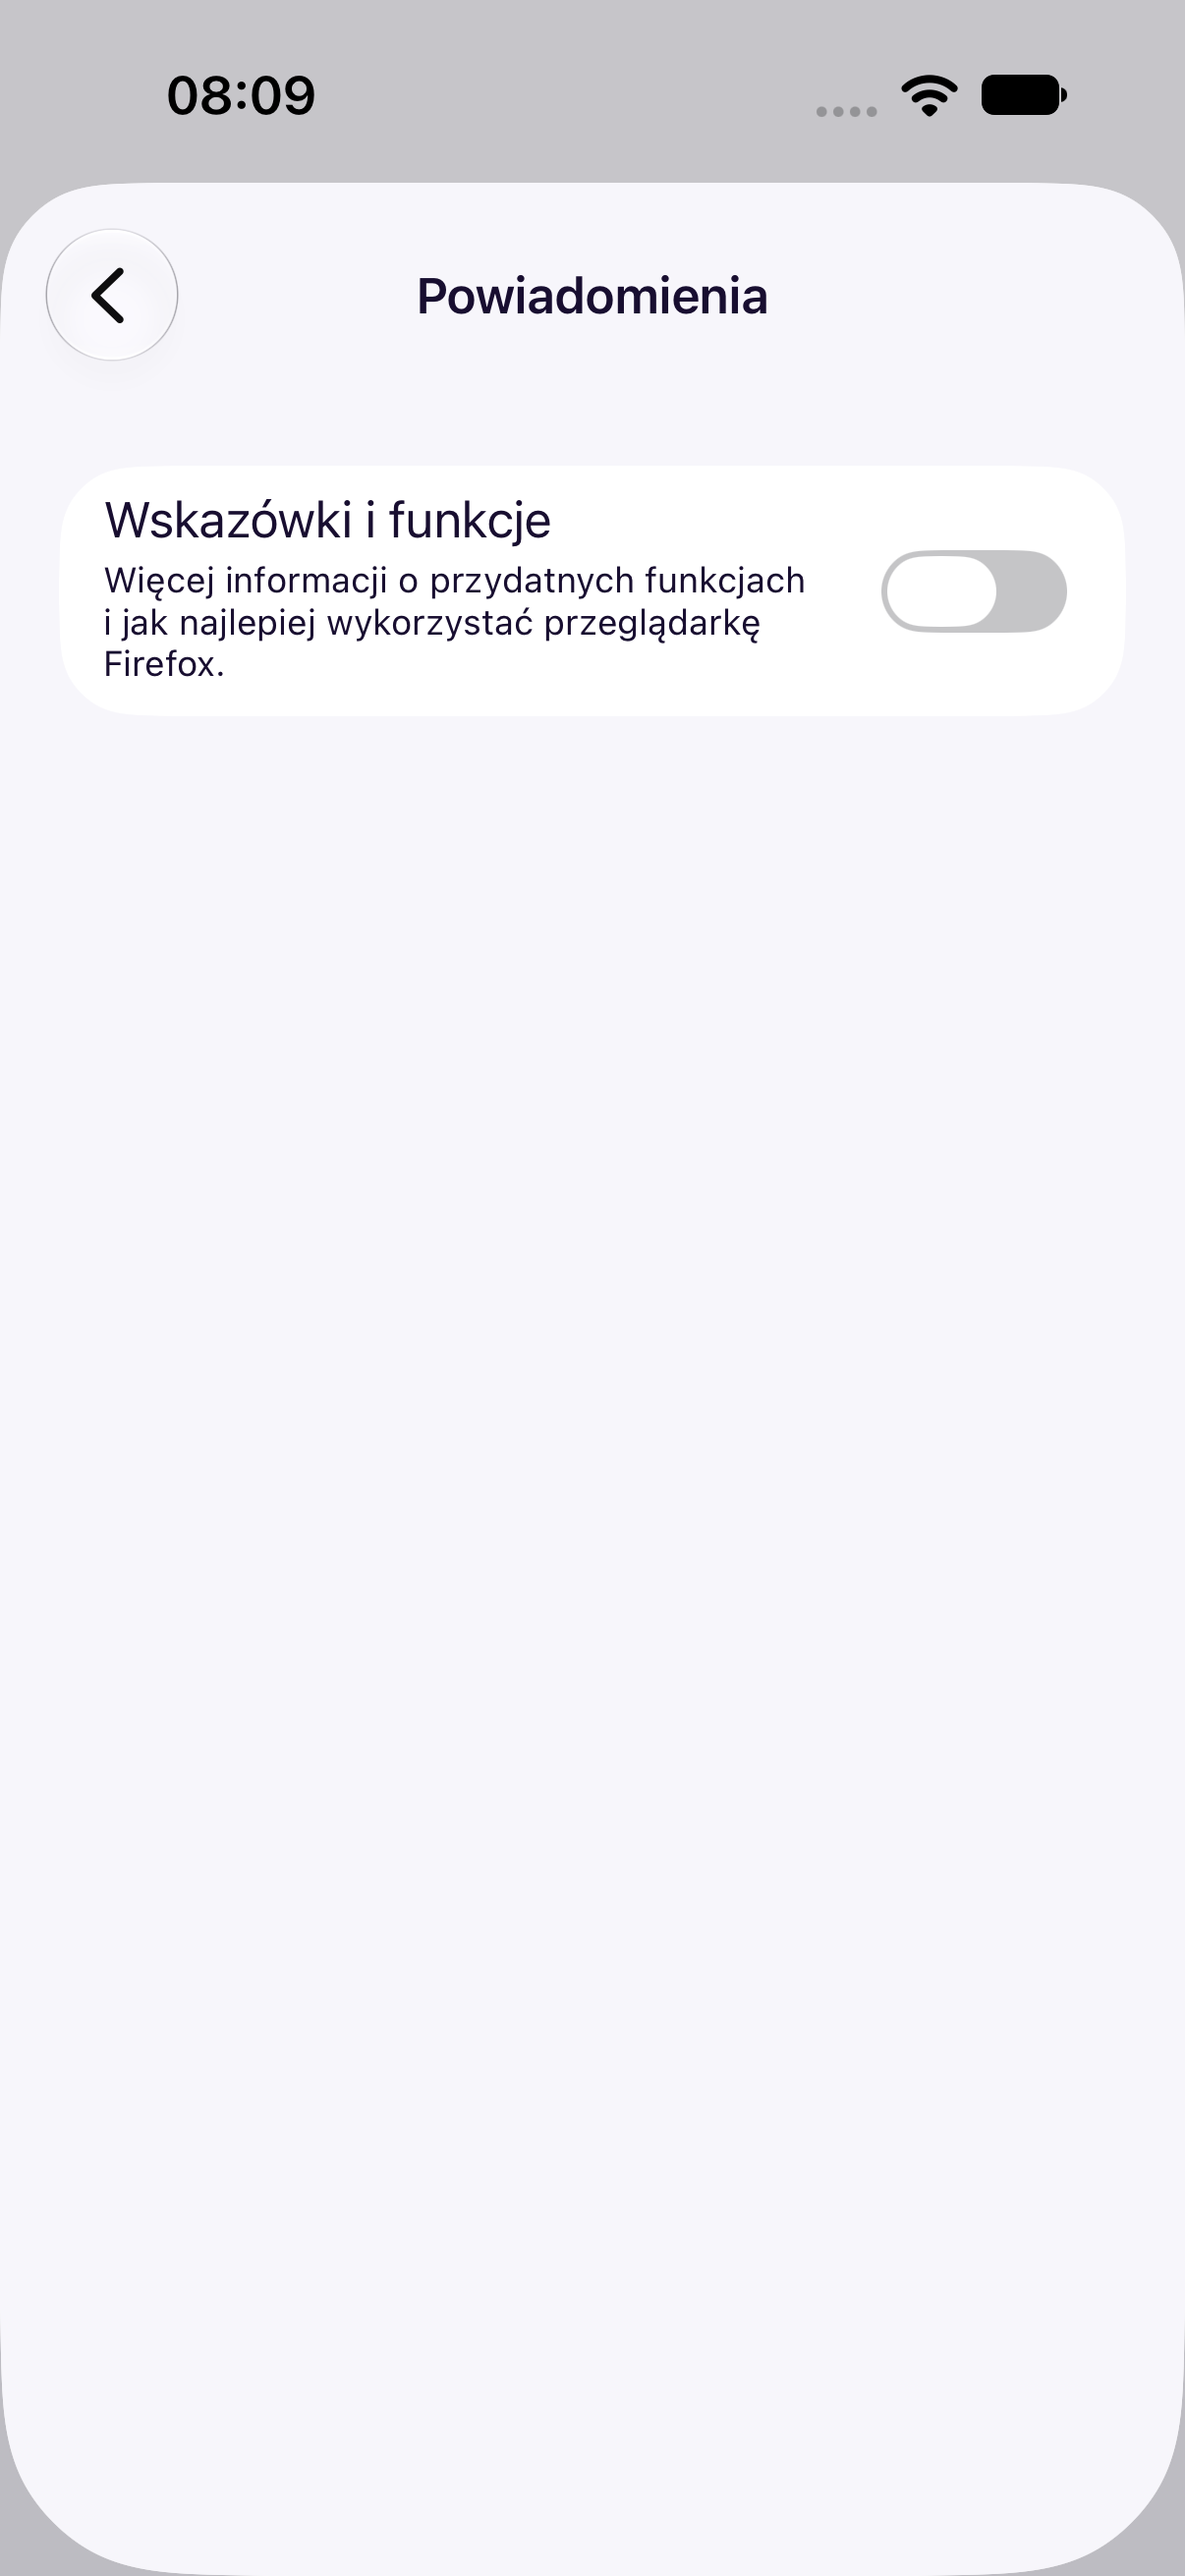 08:09
Powiadomienia
Wskazówki i funkcje
Więcej informacji o przydatnych funkcjach
i jak najlepiej wykorzystać przeglądarkę
Firefox.